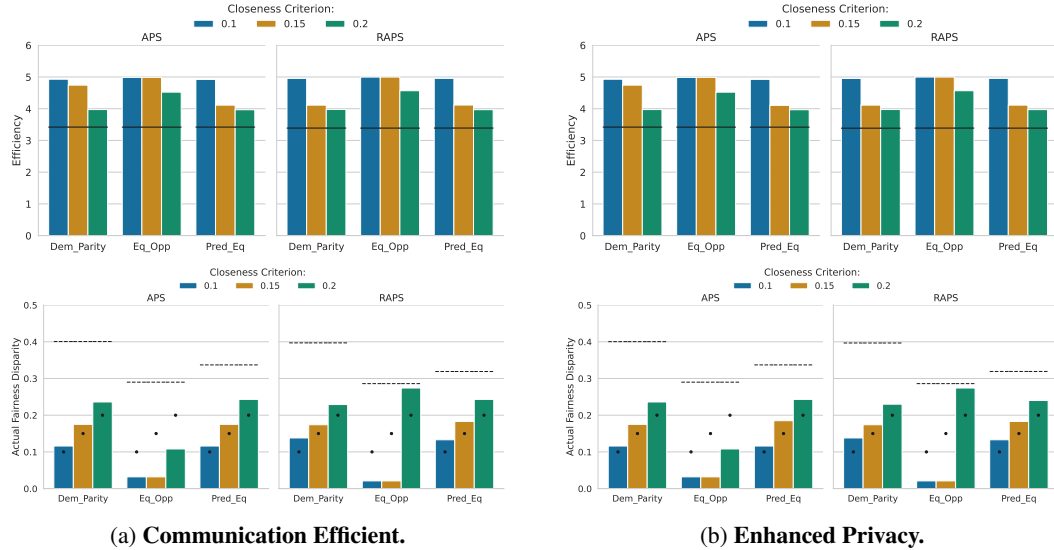 Closeness Criterion:
0.1 0.15 0.2
APS RAPS
6
5
4
3
2
1
0
Efficiency
Dem_Parity Eq_Opp Pred_Eq Dem_Parity Eq_Opp Pred_Eq
Closeness Criterion:
0.1 0.15 0.2
APS RAPS
0.5
0.4
0.3
0.2
0.1
0.0
Actual Fairness Disparity
Dem_Parity Eq_Opp Pred_Eq Dem_Parity Eq_Opp Pred_Eq
(a) Communication Efficient.
Closeness Criterion:
0.1 0.15 0.2
APS RAPS
6
5
4
3
2
1
0
Efficiency
Dem_Parity Eq_Opp Pred_Eq Dem_Parity Eq_Opp Pred_Eq
Closeness Criterion:
0.1 0.15 0.2
APS RAPS
0.5
0.4
0.3
0.2
0.1
0.0
Actual Fairness Disparity
Dem_Parity Eq_Opp Pred_Eq Dem_Parity Eq_Opp Pred_Eq
(b) Enhanced Privacy.